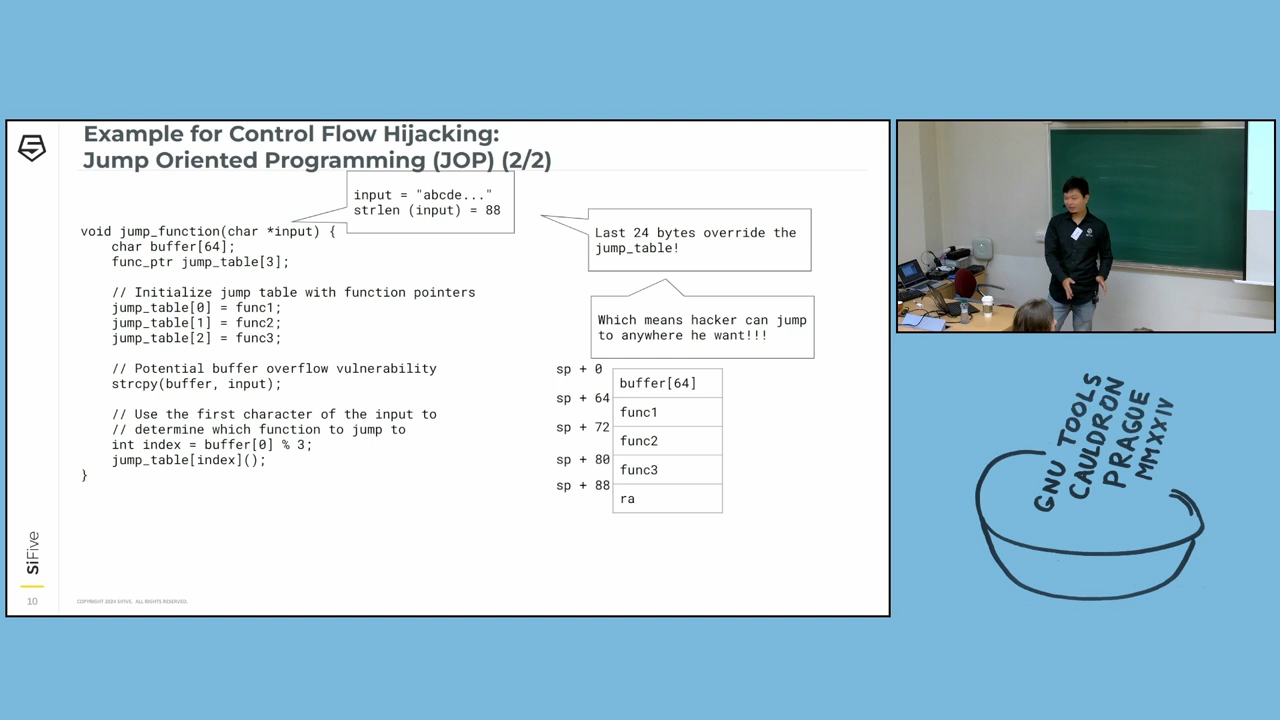 Example for Control Flow Hijacking:
Jump Oriented Programming (JOP) (2/2)
input = "abcde..."
strlen (input) = 88
void jump_function(char *input) {
char buffer[64];
func_ptr jump_table[3];
// Initialize jump table with function pointers
jump_table[0] = func1;
jump_table[1] = func2;
jump_table[2] = func3;
// Potential buffer overflow vulnerability
strcpy(buffer, input);
// Use the first character of the input to
// determine which function to jump to
int index = buffer[0] % 3;
jump_table[index]();
}
Last 24 bytes override the
jump_table!
Which means hacker can jump
to anywhere he want!!!
sp + 0
buffer[64]
sp + 64
func1
sp + 72
func2
sp + 80
func3
sp + 88
ra
SiFive
10
COPYRIGHT 2024 SIFIVE. ALL RIGHTS RESERVED.
GNU TOOLS
CAULDRON
PRAGUE
MMXXIV